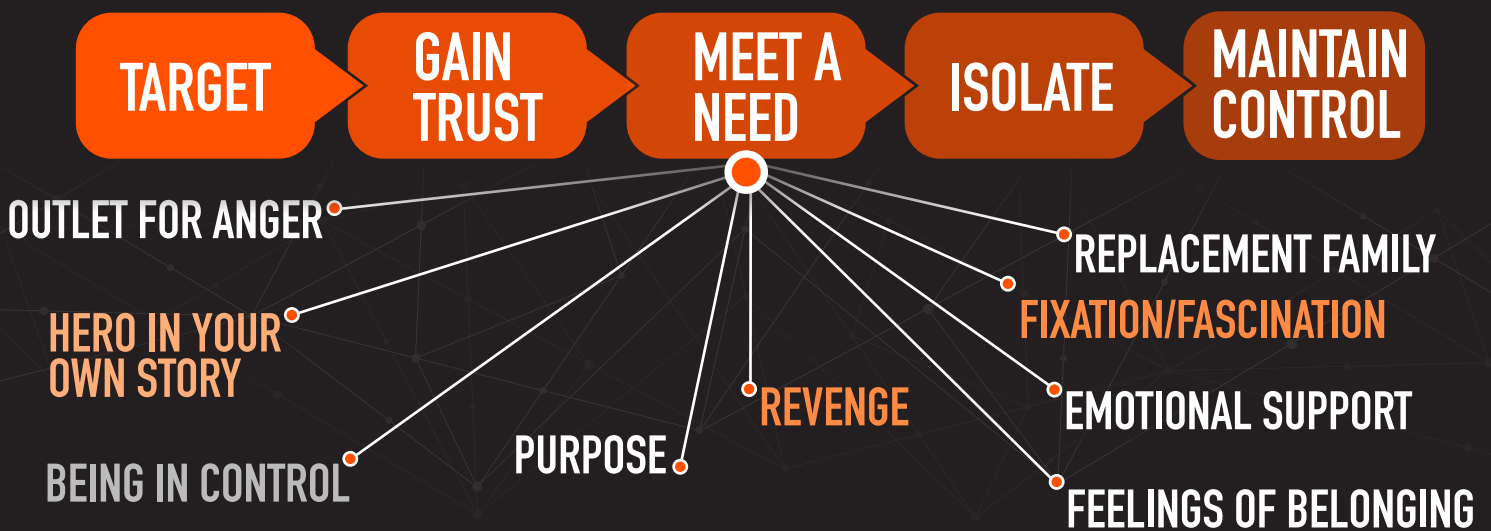 TARGET
GAIN
TRUST
MEET A
NEED
ISOLATE
MAINTAIN
CONTROL
OUTLET FOR ANGER
HERO IN YOUR
OWN STORY
BEING IN CONTROL
PURPOSE
REVENGE
REPLACEMENT FAMILY
FIXATION/FASCINATION
EMOTIONAL SUPPORT
FEELINGS OF BELONGING